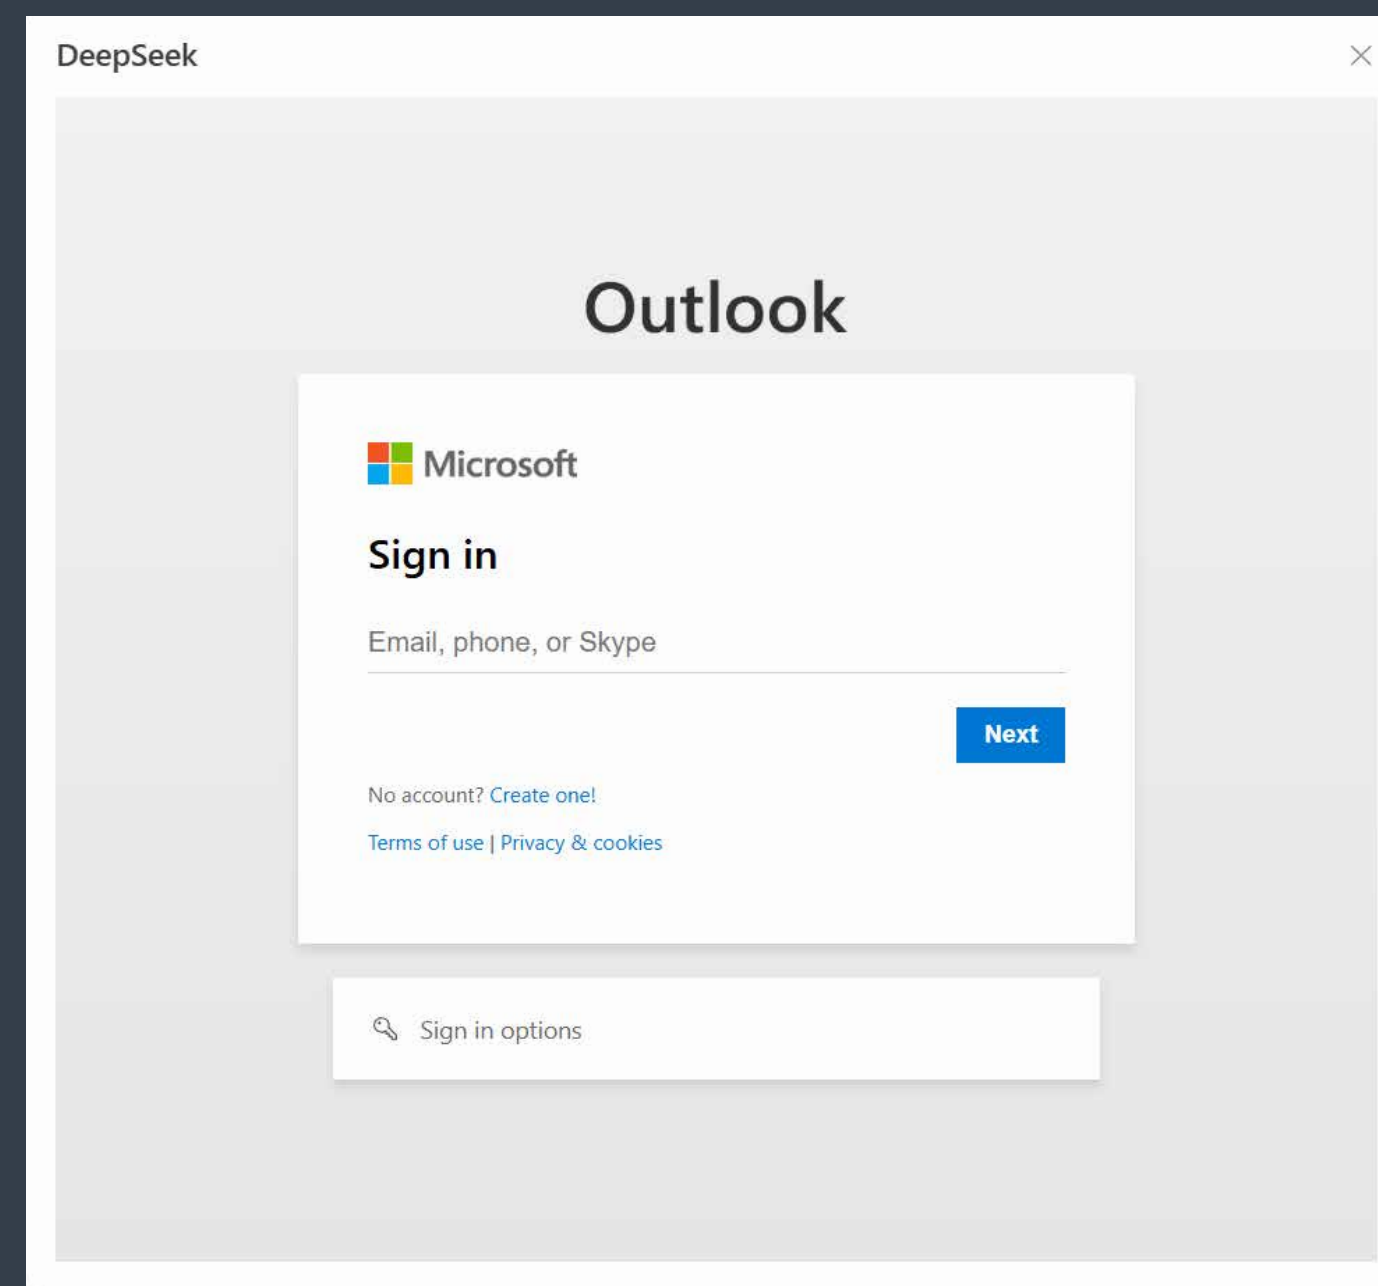 DeepSeek
Outlook
Microsoft
Sign in
Email, phone, or Skype
Next
No account? Create one!
Terms of use | Privacy & cookies
Sign in options